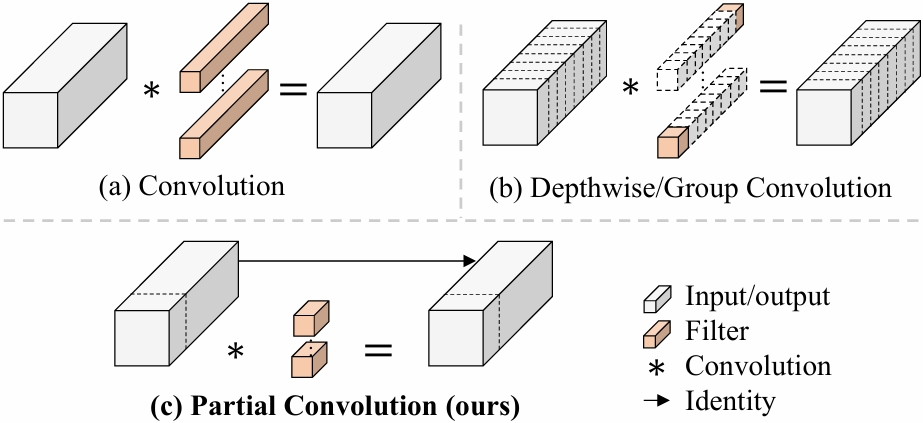 (a) Convolution
(b) Depthwise/Group Convolution
(c) Partial Convolution (ours)
Input/output
Filter
* Convolution
Identity